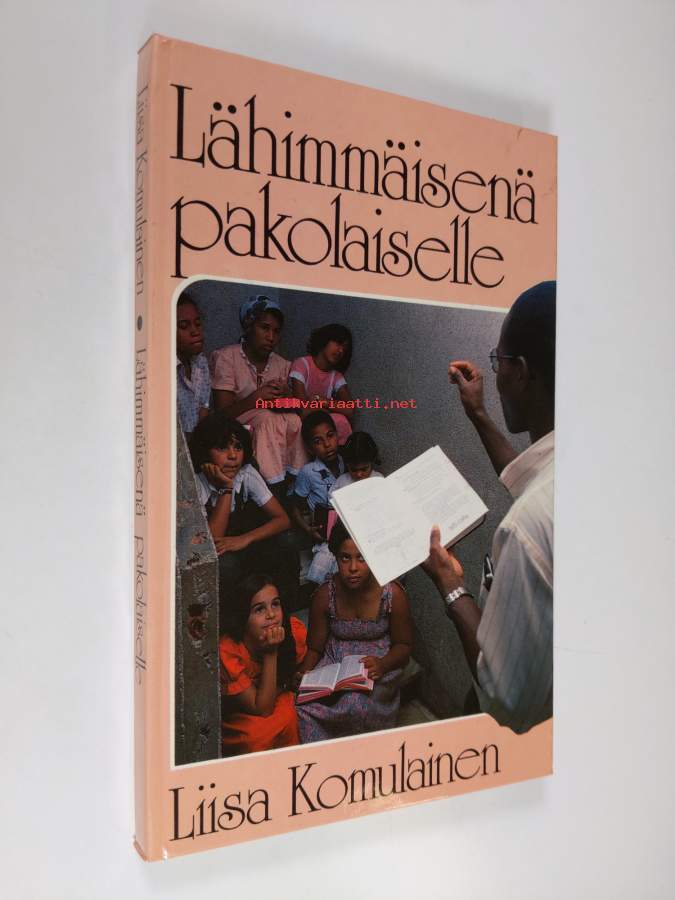 Lähimmäisenä
pakolaiselle
Antikvariaatti.net
Liisa Komulainen
Liisa Komulainen • Lähimmäisenä pakolaiselle